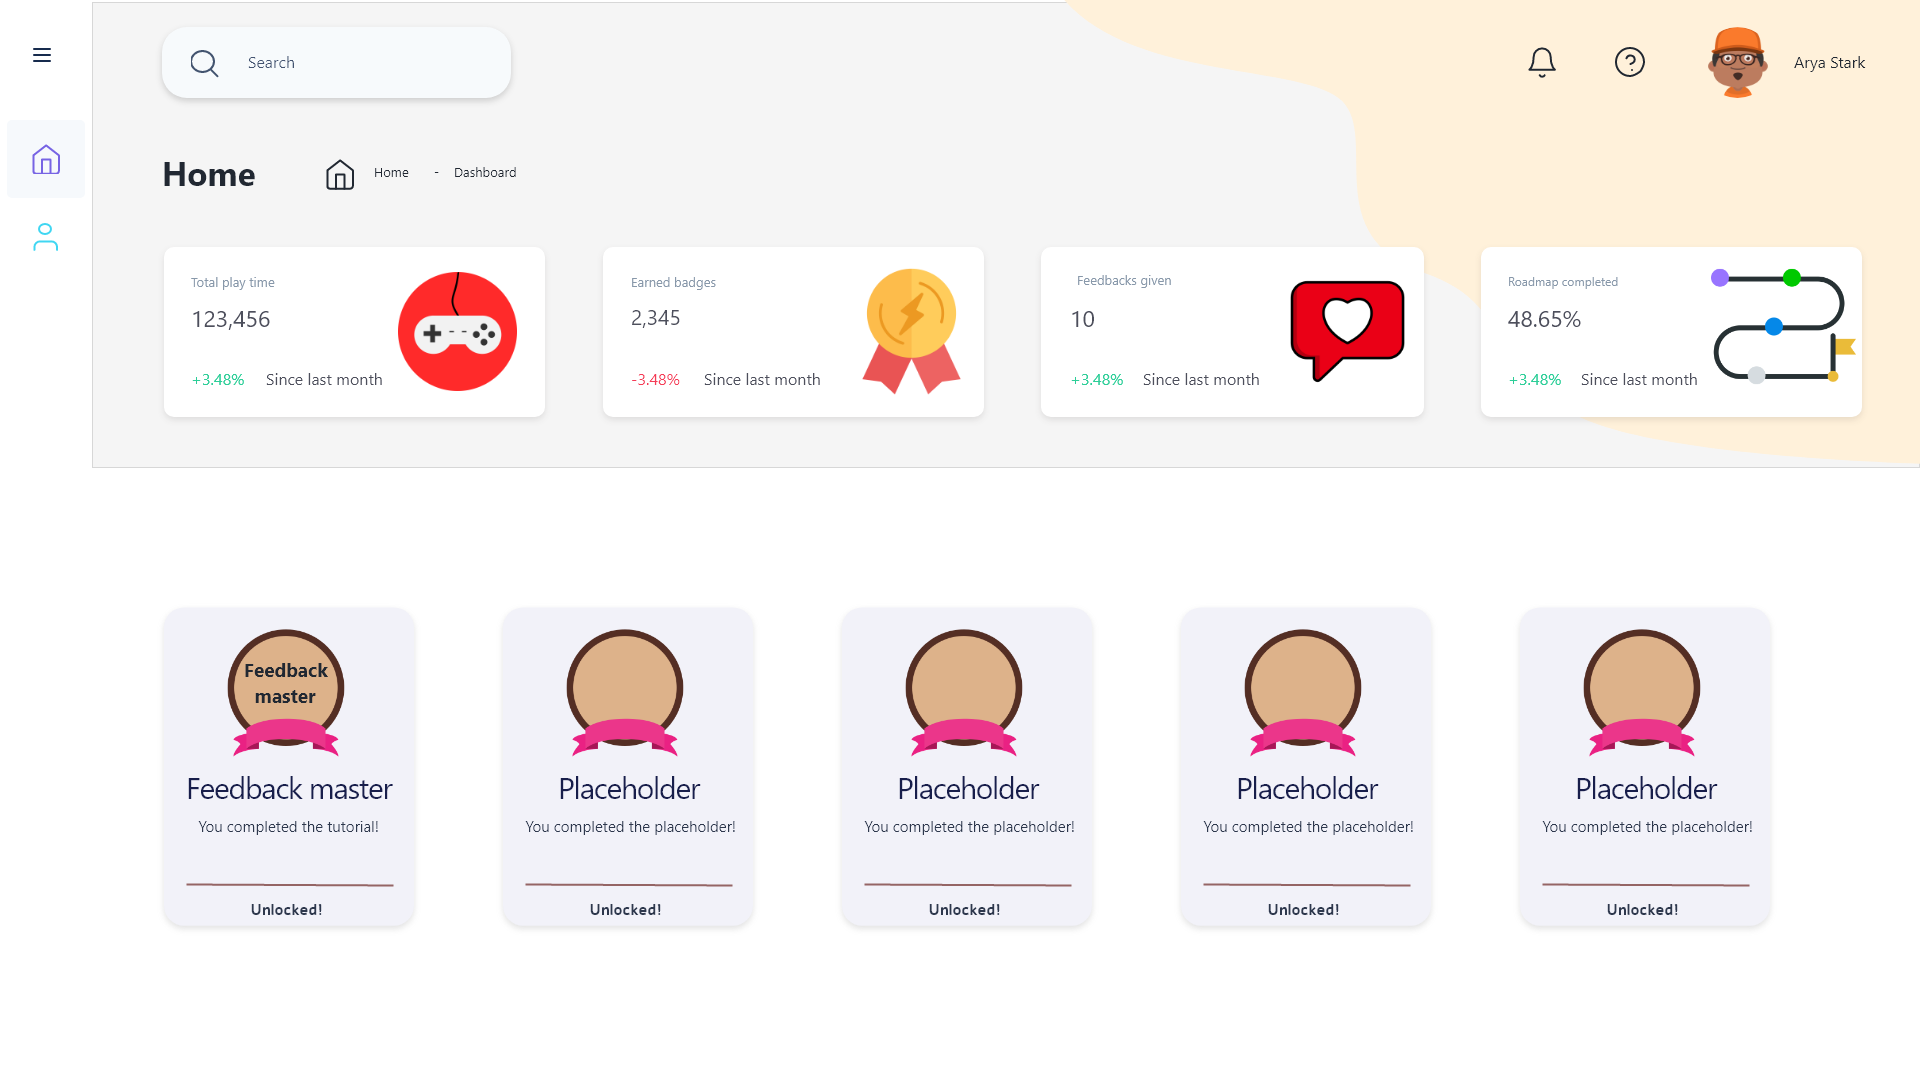 Search
Arya Stark
Home
Home - Dashboard
Total play time
123,456
+3.48% Since last month
Earned badges
2,345
-3.48% Since last month
Feedbacks given
10
+3.48% Since last month
Roadmap completed
48.65%
+3.48% Since last month
Feedback
master
Feedback master
You completed the tutorial!
Unlocked!
Placeholder
You completed the placeholder!
Unlocked!
Placeholder
You completed the placeholder!
Unlocked!
Placeholder
You completed the placeholder!
Unlocked!
Placeholder
You completed the placeholder!
Unlocked!